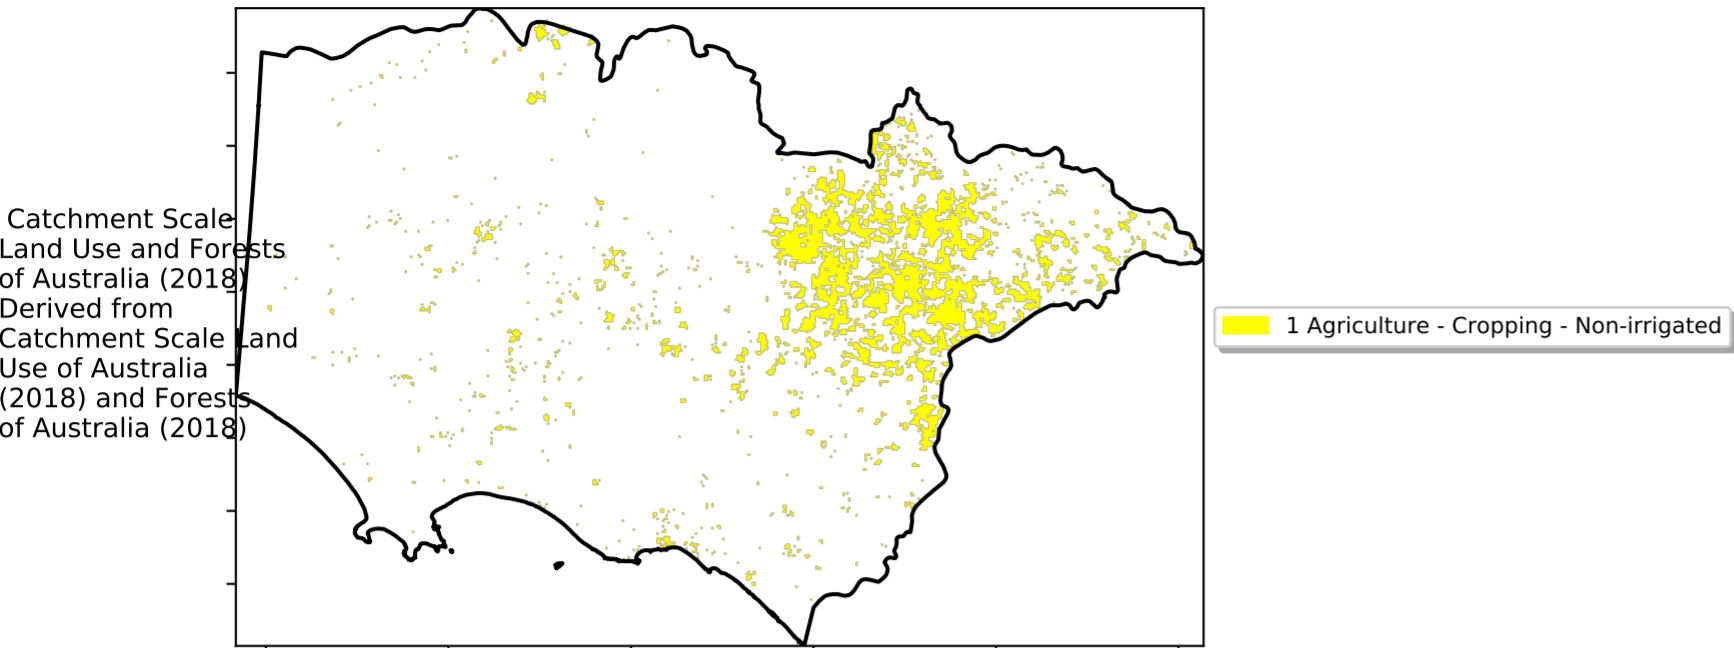 Catchment Scale
Land Use and Forests
of Australia (2018)
Derived from
Catchment Scale Land
Use of Australia
(2018) and Forests
of Australia (2018)
1 Agriculture - Cropping - Non-irrigated